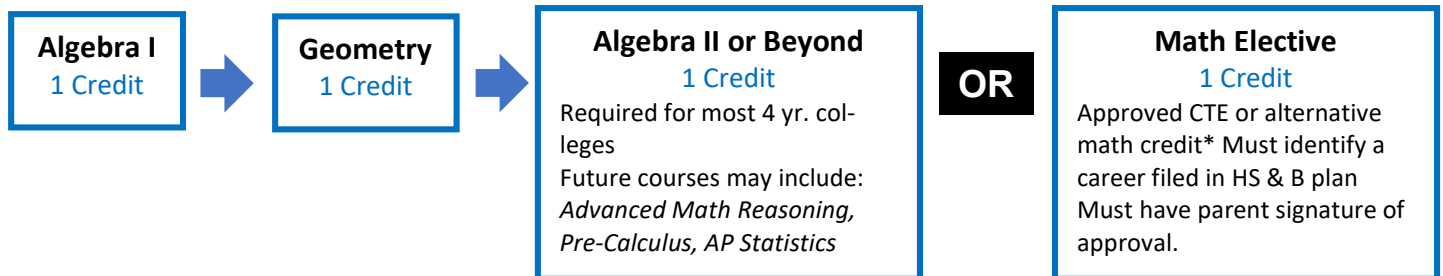 Algebra I
1 Credit
Geometry
1 Credit
Algebra II or Beyond
1 Credit
Required for most 4 yr. col-
leges
Future courses may include:
Advanced Math Reasoning,
Pre-Calculus, AP Statistics
OR
Math Elective
1 Credit
Approved CTE or alternative
math credit* Must identify a
career filed in HS & B plan
Must have parent signature of
approval.